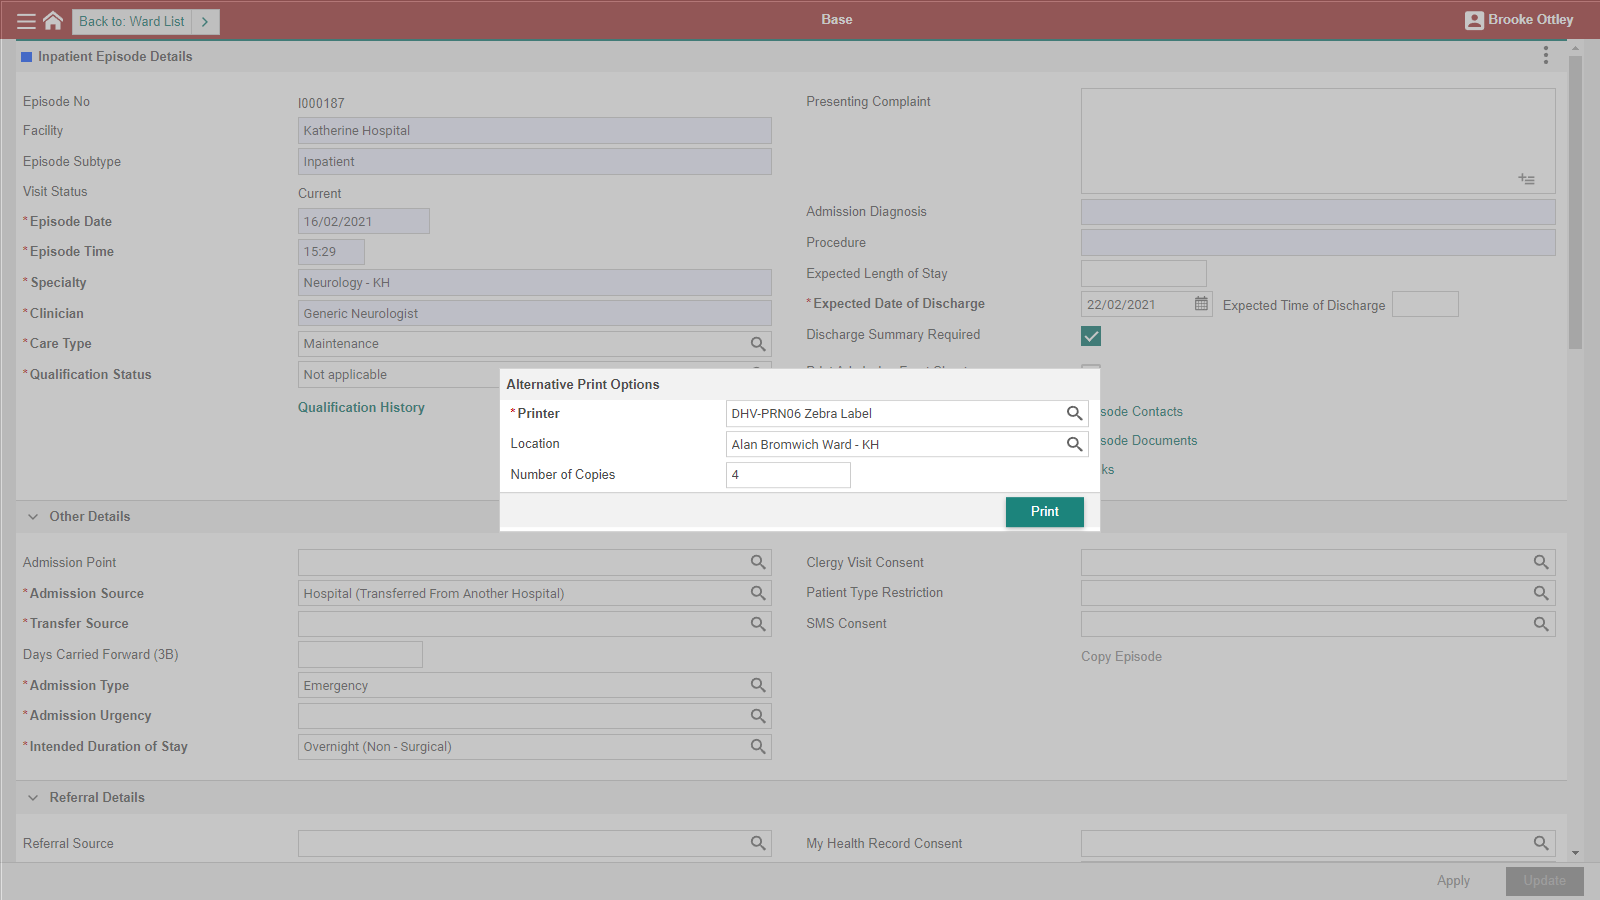 Back to: Ward List
Base
Brooke Ottley
Inpatient Episode Details
Episode No
I000187
Facility
Katherine Hospital
Episode Subtype
Inpatient
Visit Status
Current
*Episode Date
16/02/2021
*Episode Time
15:29
*Specialty
Neurology - KH
*Clinician
Generic Neurologist
*Care Type
Maintenance
*Qualification Status
Not applicable
Qualification History
Presenting Complaint
Admission Diagnosis
Procedure
Expected Length of Stay
*Expected Date of Discharge
22/02/2021
Expected Time of Discharge
Discharge Summary Required
sode Contacts
sode Documents
ks
Alternative Print Options
*Printer
DHV-PRN06 Zebra Label
Location
Alan Bromwich Ward - KH
Number of Copies
4
Print
Other Details
Admission Point
*Admission Source
Hospital (Transferred From Another Hospital)
*Transfer Source
Days Carried Forward (3B)
*Admission Type
Emergency
*Admission Urgency
*Intended Duration of Stay
Overnight (Non - Surgical)
Clergy Visit Consent
Patient Type Restriction
SMS Consent
Copy Episode
Referral Details
Referral Source
My Health Record Consent
Apply
Update